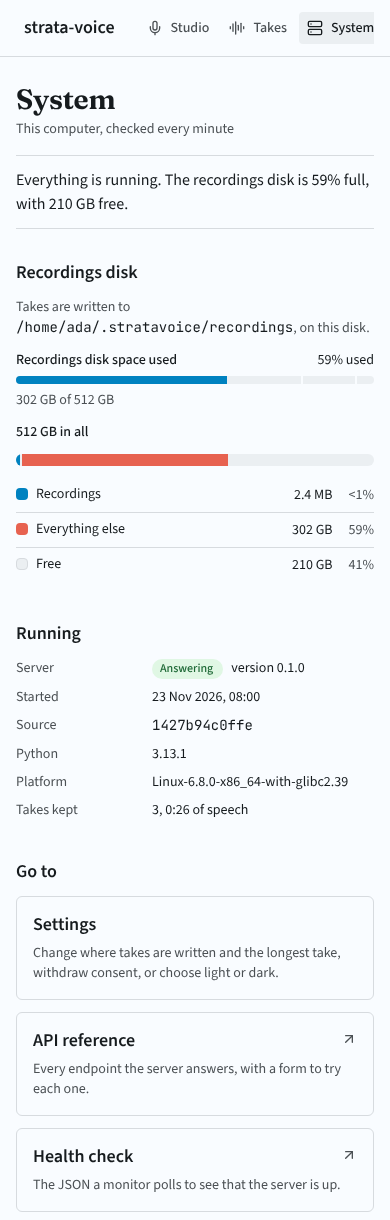 strata-voice
Studio
Takes
System
System
This computer, checked every minute
Everything is running. The recordings disk is 59% full,
with 210 GB free.
Recordings disk
Takes are written to
/home/ada/.stratavoice/recordings, on this disk.
Recordings disk space used 59% used
302 GB of 512 GB
512 GB in all
Recordings 2.4 MB <1%
Everything else 302 GB 59%
Free 210 GB 41%
Running
Server Answering version 0.1.0
Started 23 Nov 2026, 08:00
Source 1427b94c0ffe
Python 3.13.1
Platform Linux-6.8.0-x86_64-with-glibc2.39
Takes kept 3, 0:26 of speech
Go to
Settings
Change where takes are written and the longest take,
withdraw consent, or choose light or dark.
API reference
Every endpoint the server answers, with a form to try
each one.
Health check
The JSON a monitor polls to see that the server is up.